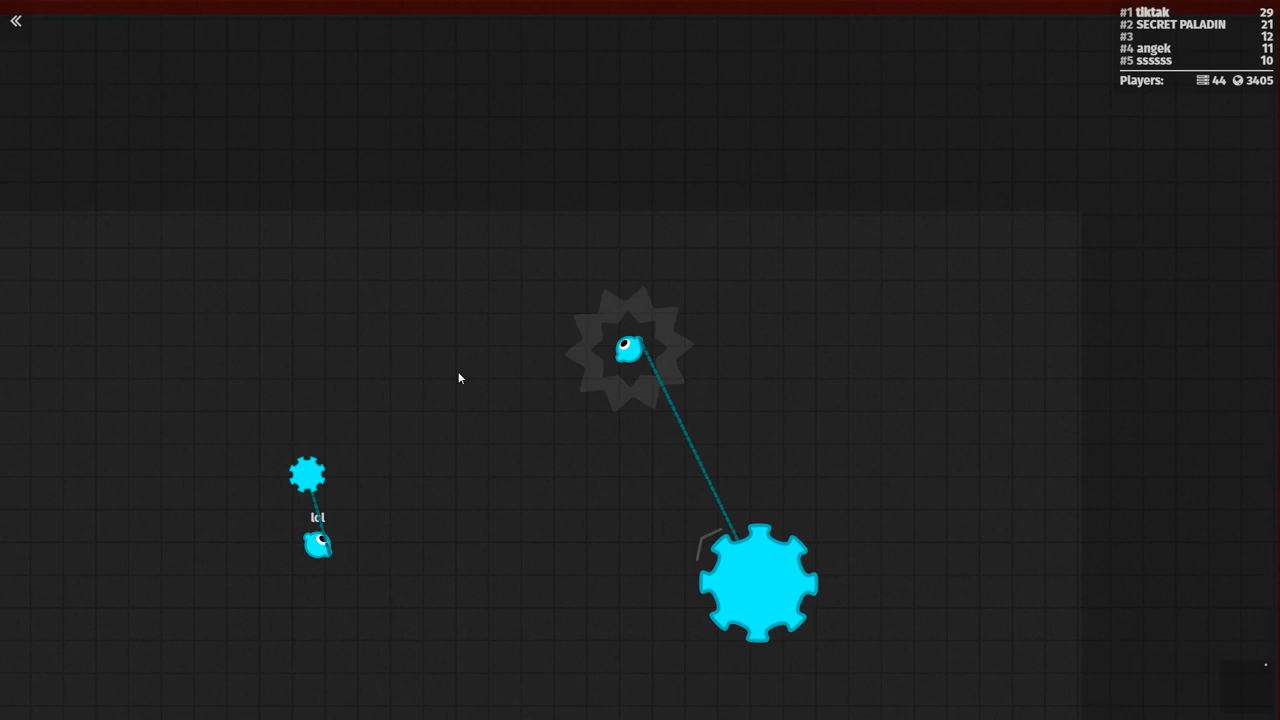 #1 tiktak 29
#2 SECRET PALADIN 21
#3 12
#4 angek 11
#5 ssssss 10
Players: 44 3405
lol